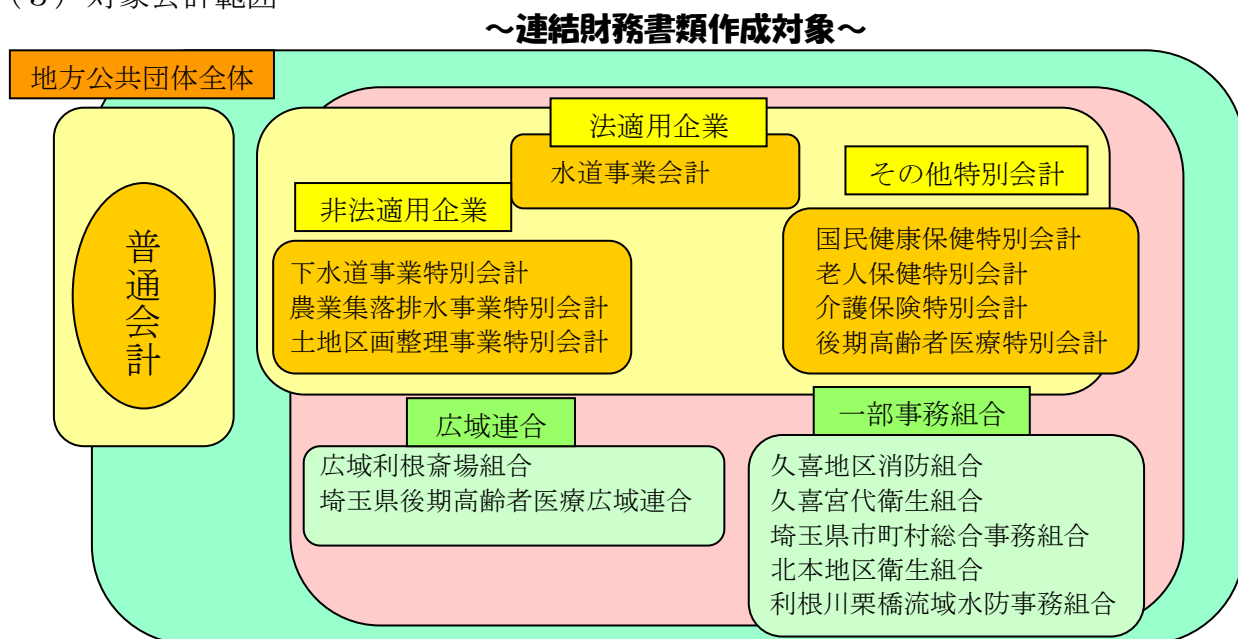 (3)対象会計範囲
～連結財務書類作成対象～
地方公共団体全体
普通会計
法適用企業
水道事業会計
非法適用企業
下水道事業特別会計
農業集落排水事業特別会計
土地区画整理事業特別会計
その他特別会計
国民健康保健特別会計
老人保健特別会計
介護保険特別会計
後期高齢者医療特別会計
広域連合
広域利根斎場組合
埼玉県後期高齢者医療広域連合
一部事務組合
久喜地区消防組合
久喜宮代衛生組合
埼玉県市町村総合事務組合
北本地区衛生組合
利根川栗橋流域水防事務組合